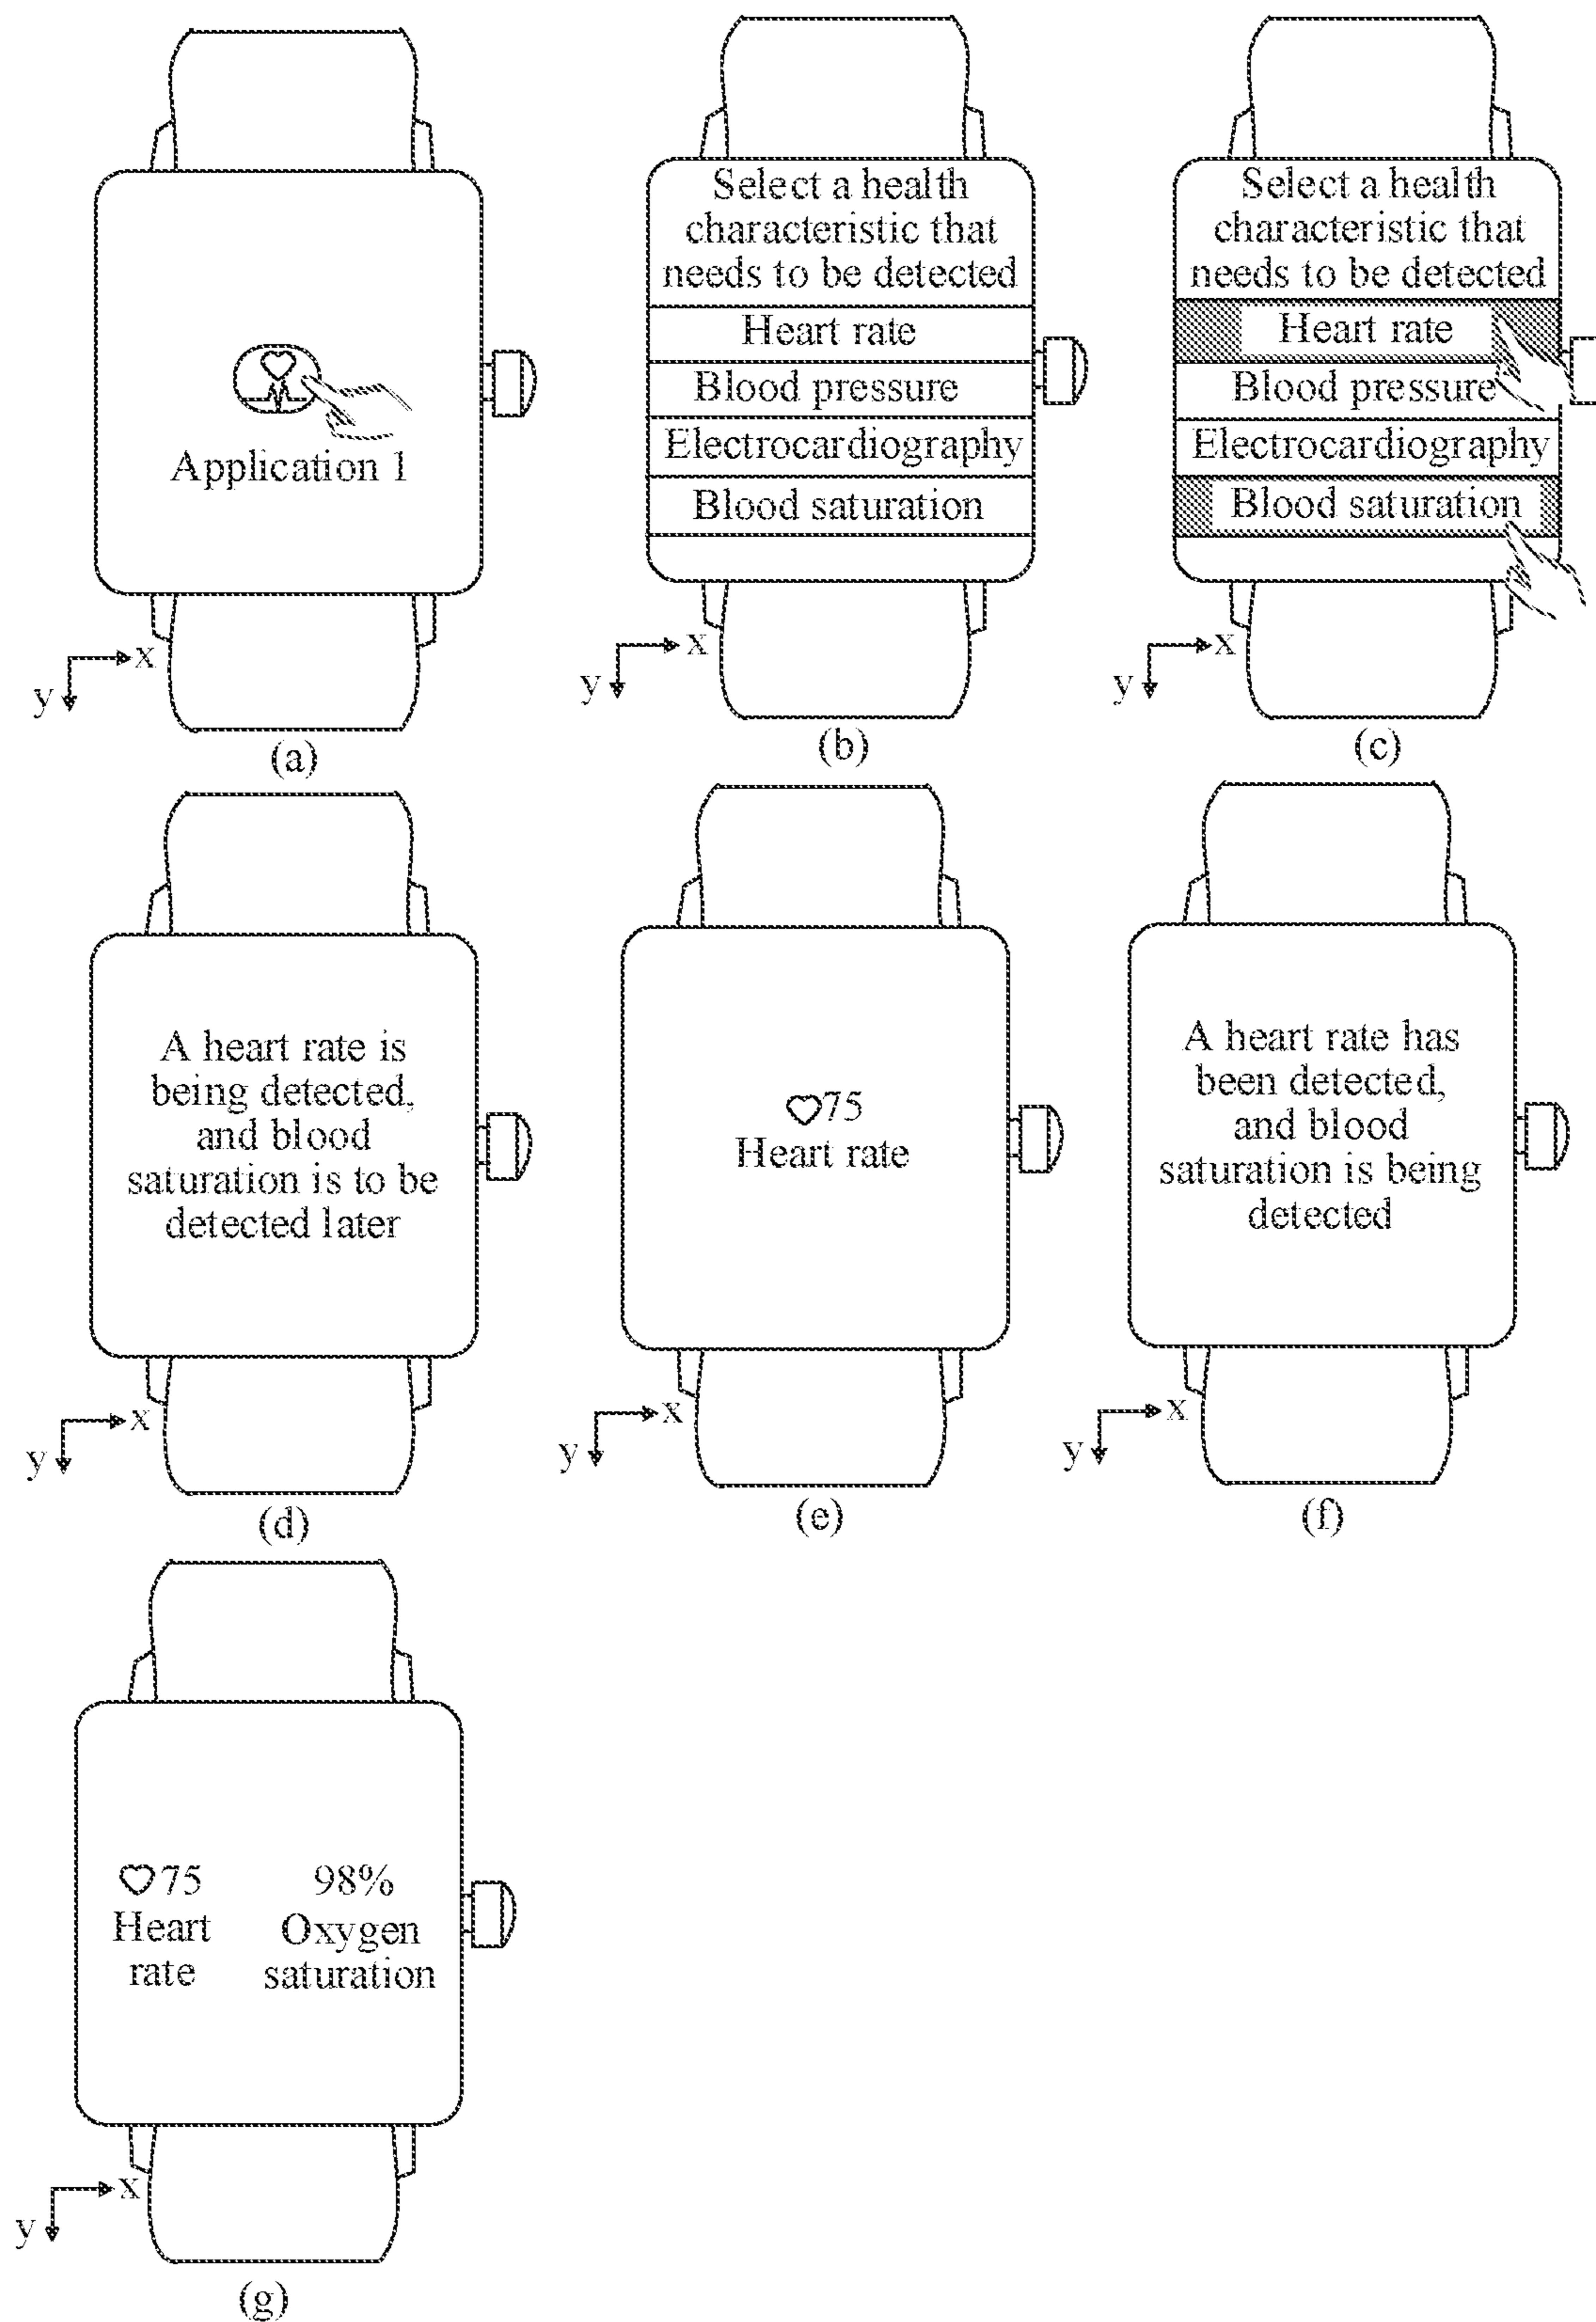 Application 1
x
y
(a)
Select a health
characteristic that
needs to be detected
Heart rate
Blood pressure
Electrocardiography
Blood saturation
x
y
(b)
Select a health
characteristic that
needs to be detected
Heart rate
Blood pressure
Electrocardiography
Blood saturation
x
y
(c)
A heart rate is
being detected,
and blood
saturation is to be
detected later
x
y
(d)
75
Heart rate
x
y
(e)
A heart rate has
been detected,
and blood
saturation is being
detected
x
y
(f)
75
Heart
rate
98%
Oxygen
saturation
x
y
(g)